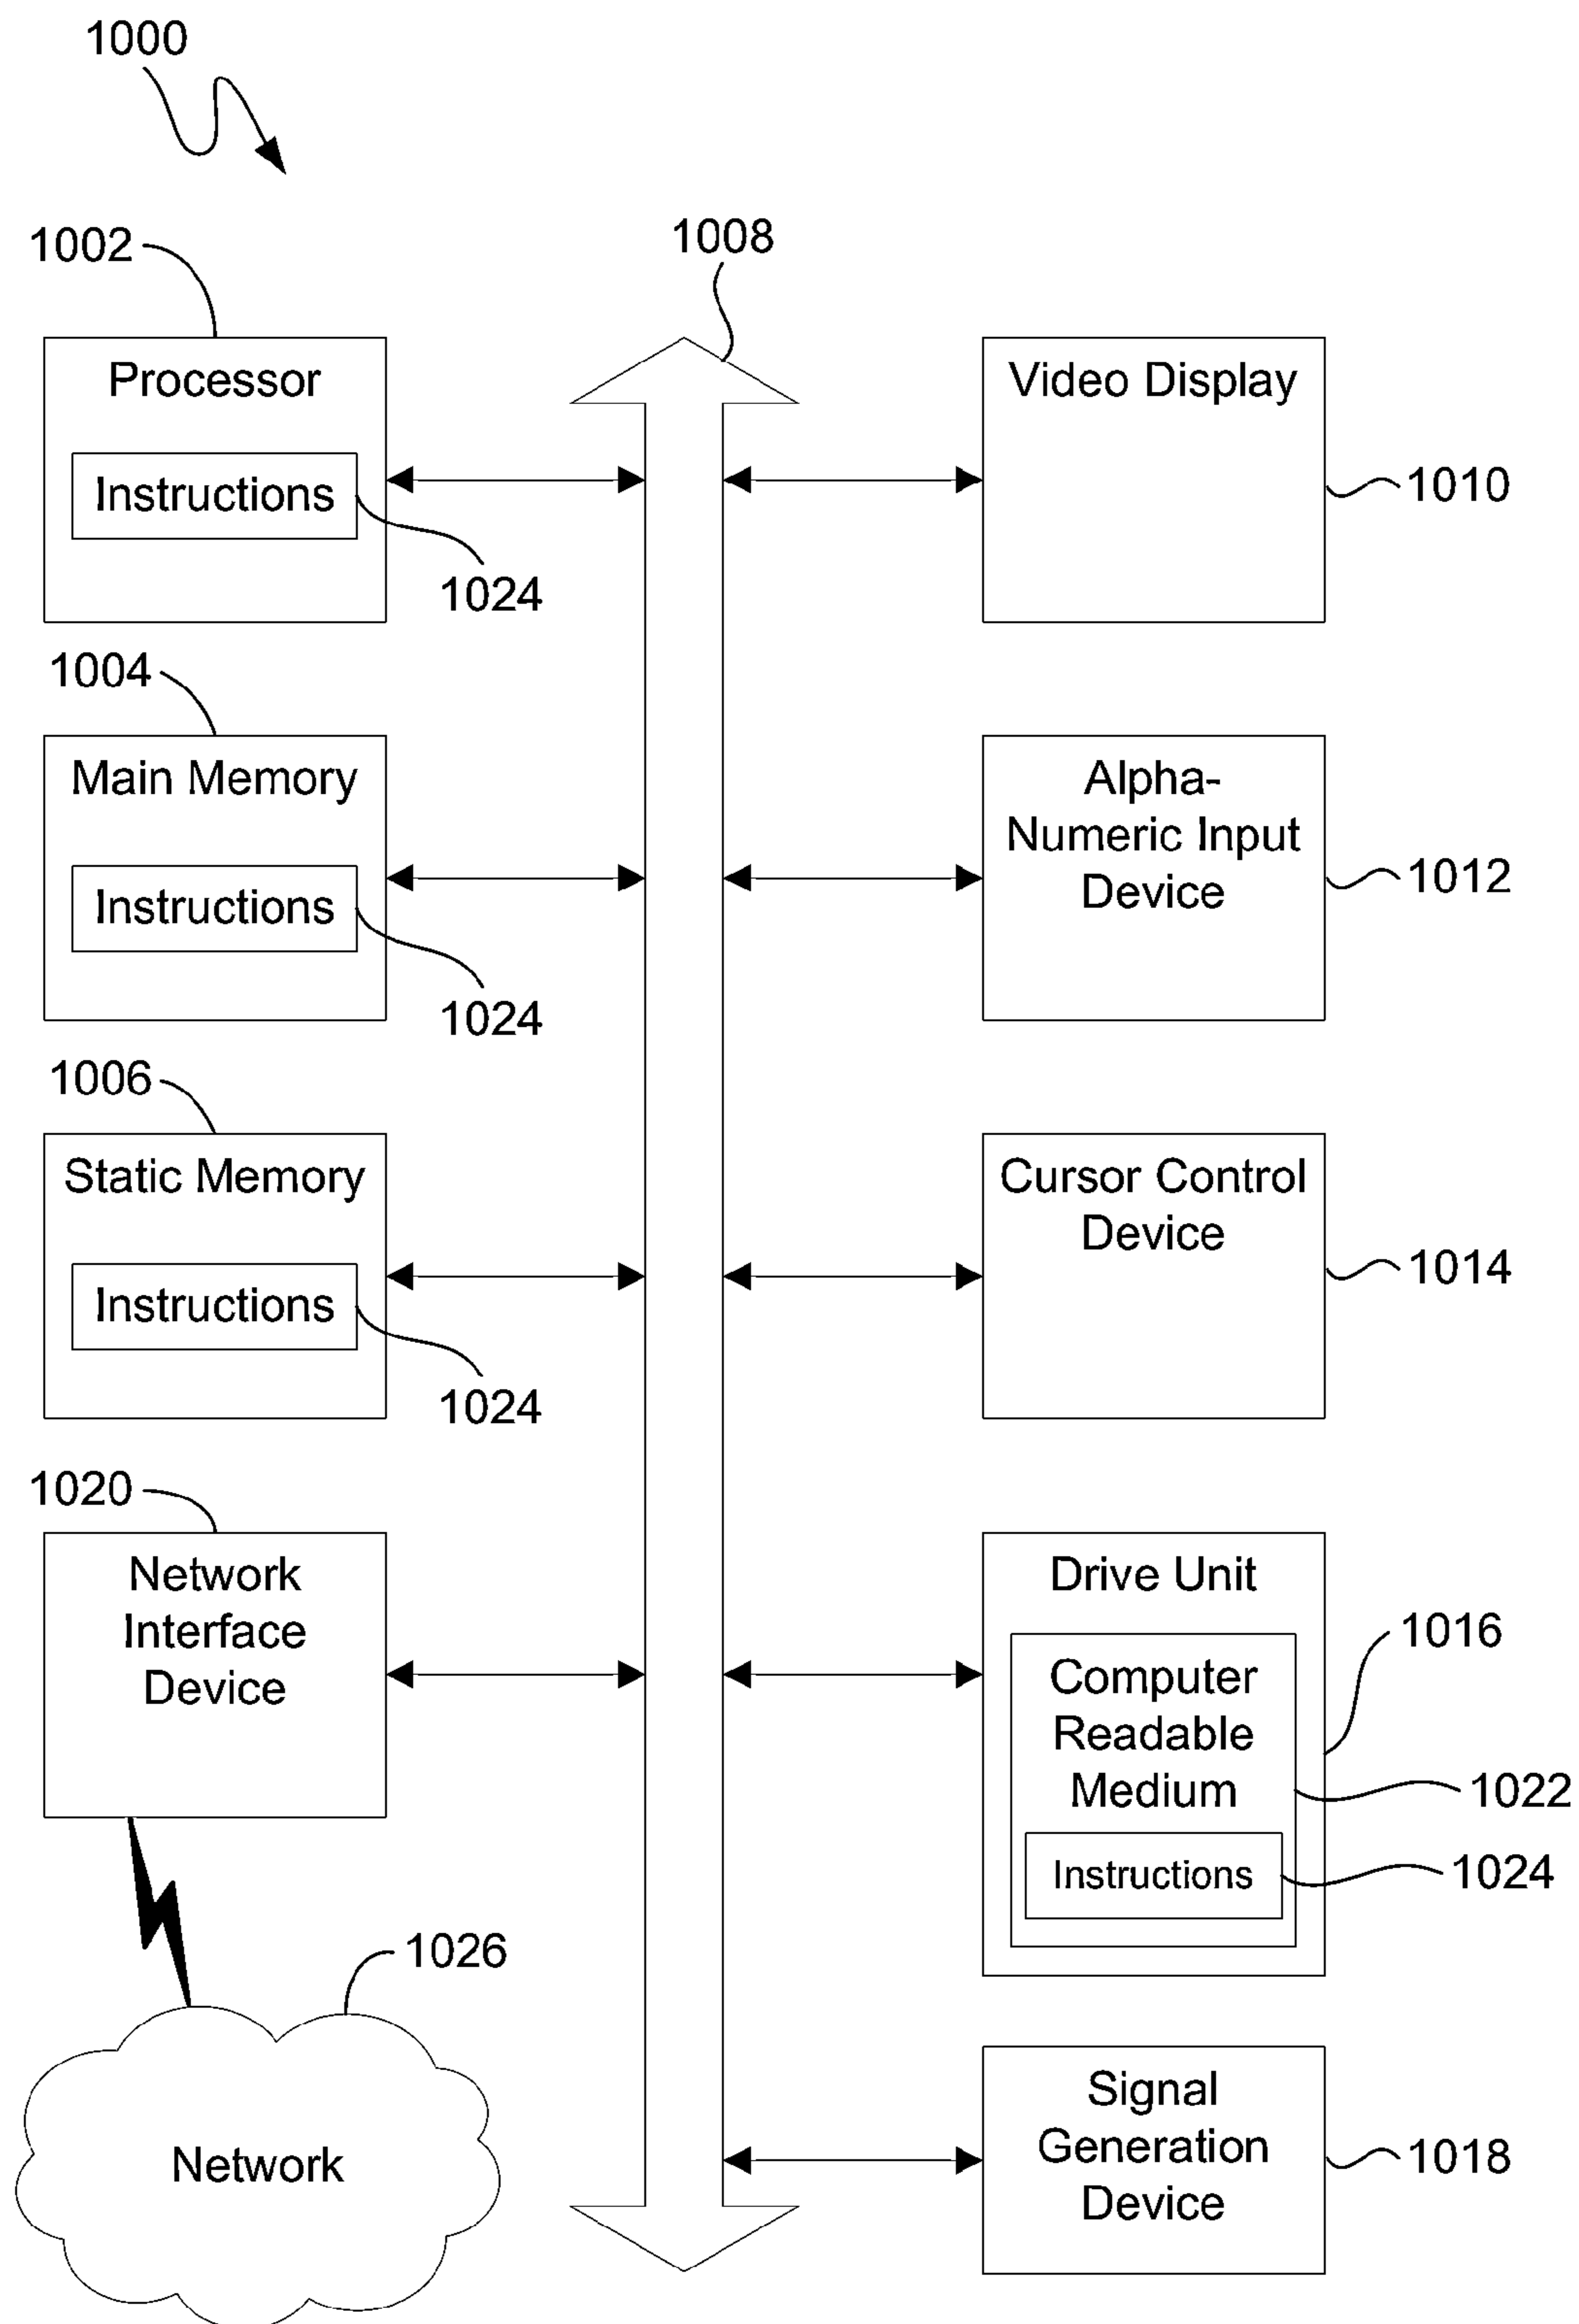 1000
1002
1008
Processor
Instructions
1024
Video Display
1010
1004
Main Memory
Instructions
1024
Alpha-
Numeric Input
Device
1012
1006
Static Memory
Instructions
1024
Cursor Control
Device
1014
1020
Network
Interface
Device
Drive Unit
1016
Computer
Readable
Medium
1022
Instructions
1024
1026
Network
Signal
Generation
Device
1018